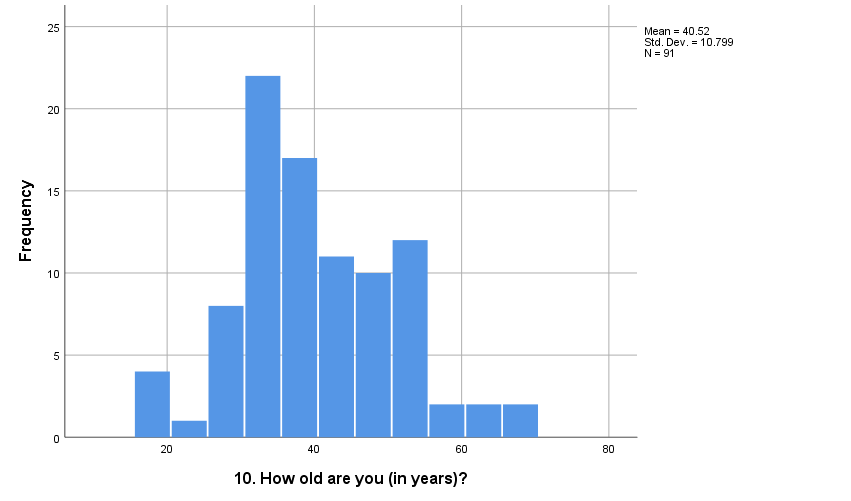 Mean = 40.52
Std. Dev. = 10.799
N = 91
25
20
15
10
5
0
Frequency
20 40 60 80
10. How old are you (in years)?